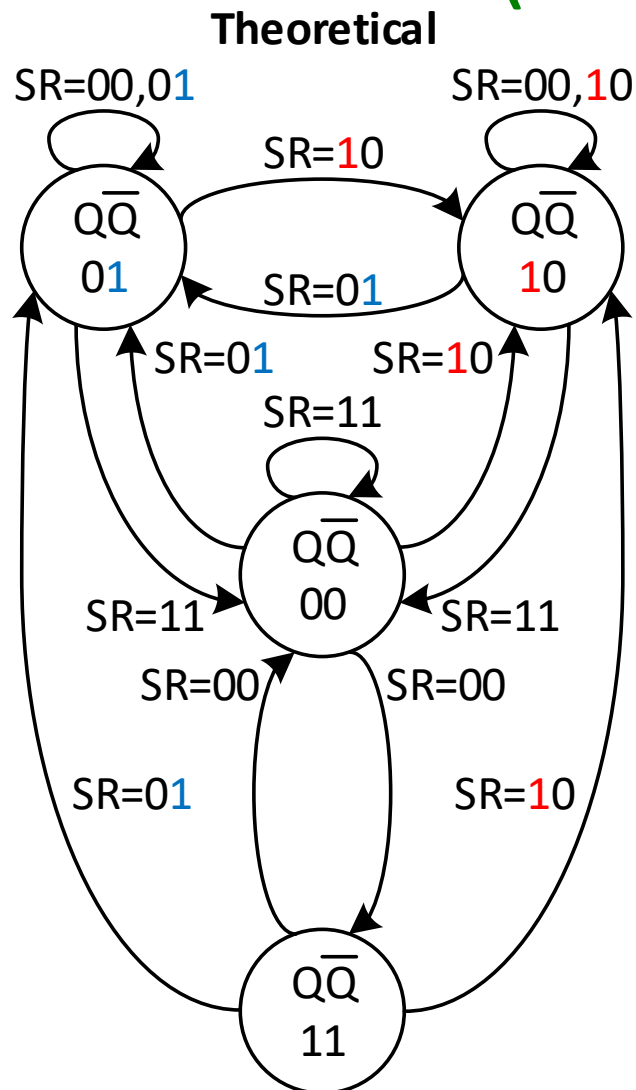 Theoretical
SR=00,01
SR=00,10
SR=10
QQ̅
01
QQ̅
10
SR=01
SR=01
SR=10
SR=11
QQ̅
00
SR=11
SR=11
SR=00
SR=00
SR=01
SR=10
QQ̅
11